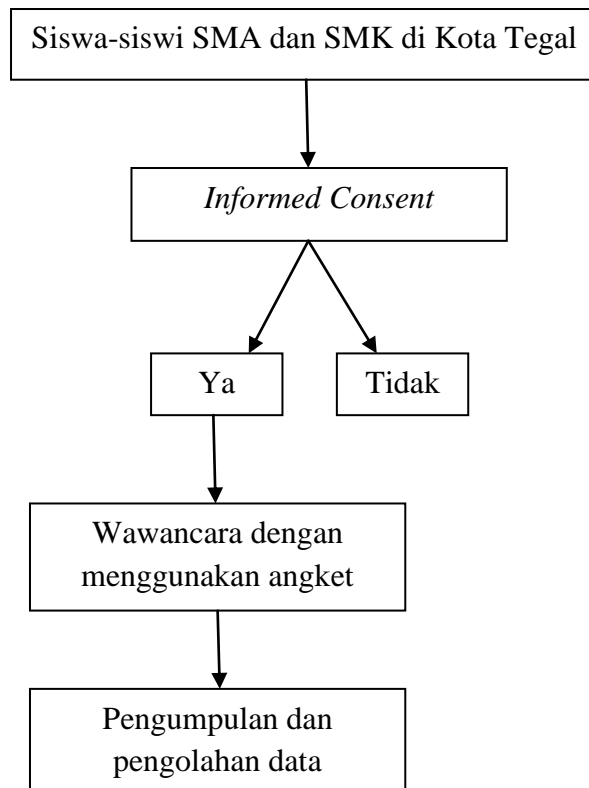 Siswa-siswi SMA dan SMK di Kota Tegal
Informed Consent
Ya
Tidak
Wawancara dengan
menggunakan angket
Pengumpulan dan
pengolahan data